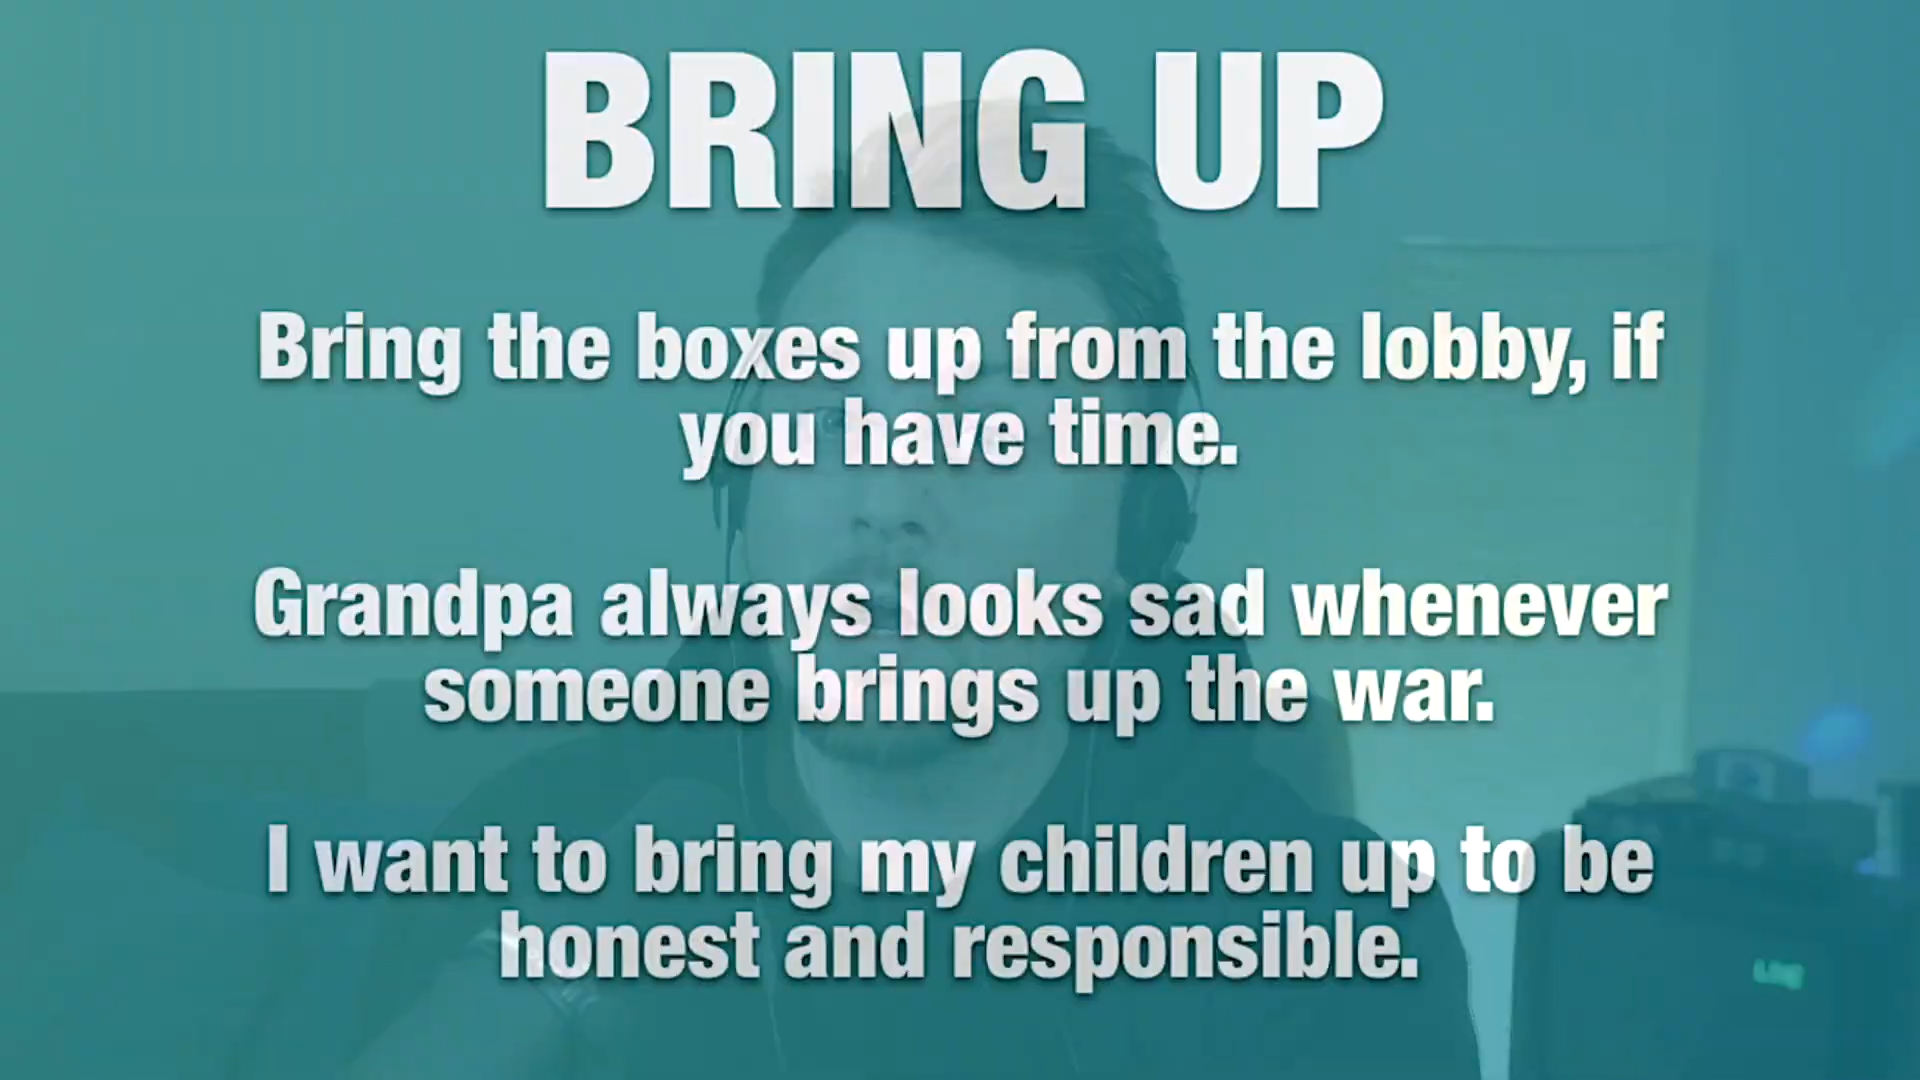 BRING UP
Bring the boxes up from the lobby, if
you have time.
Grandpa always looks sad whenever
someone brings up the war.
I want to bring my children up to be
honest and responsible.